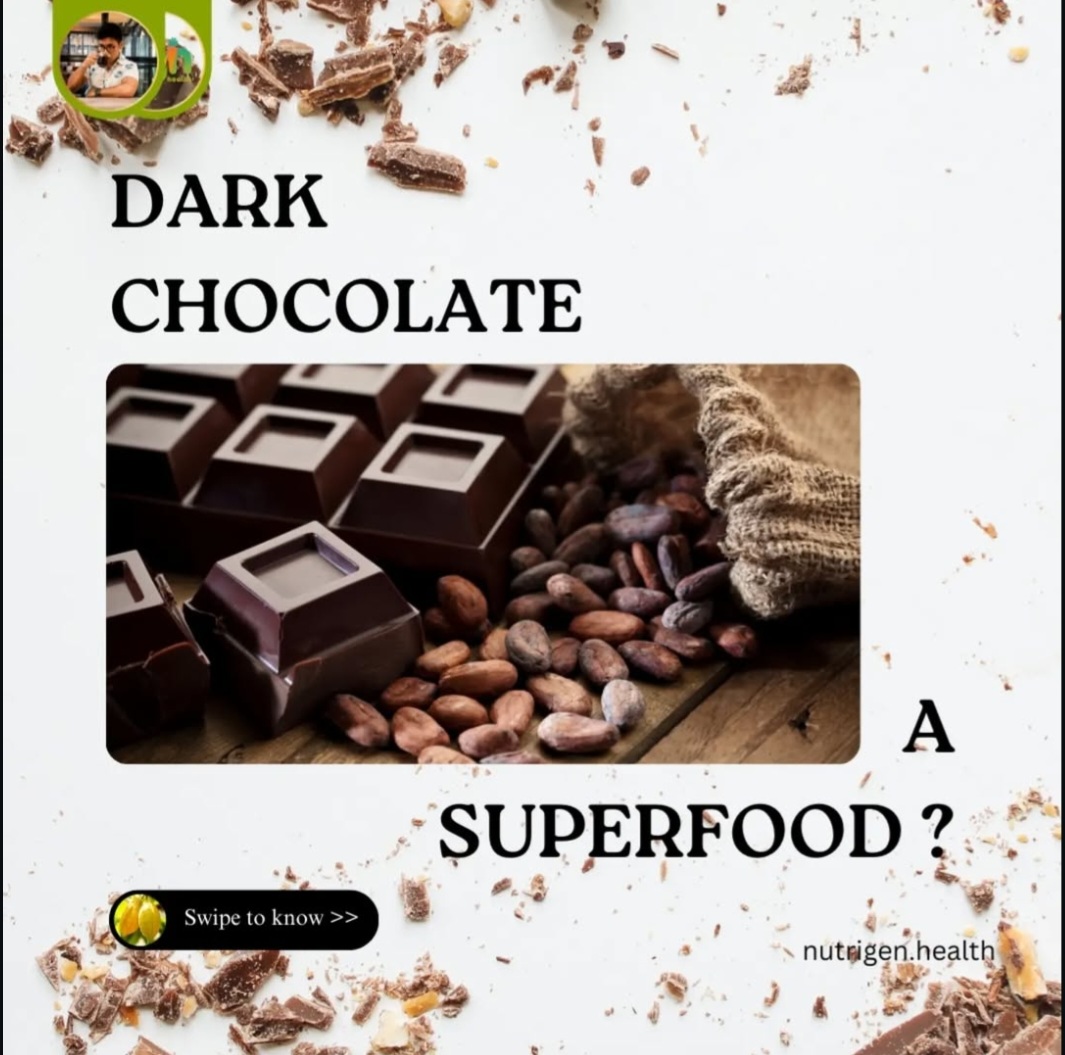 DARK
CHOCOLATE
A
SUPERFOOD ?
Swipe to know >>
nutrigen.health